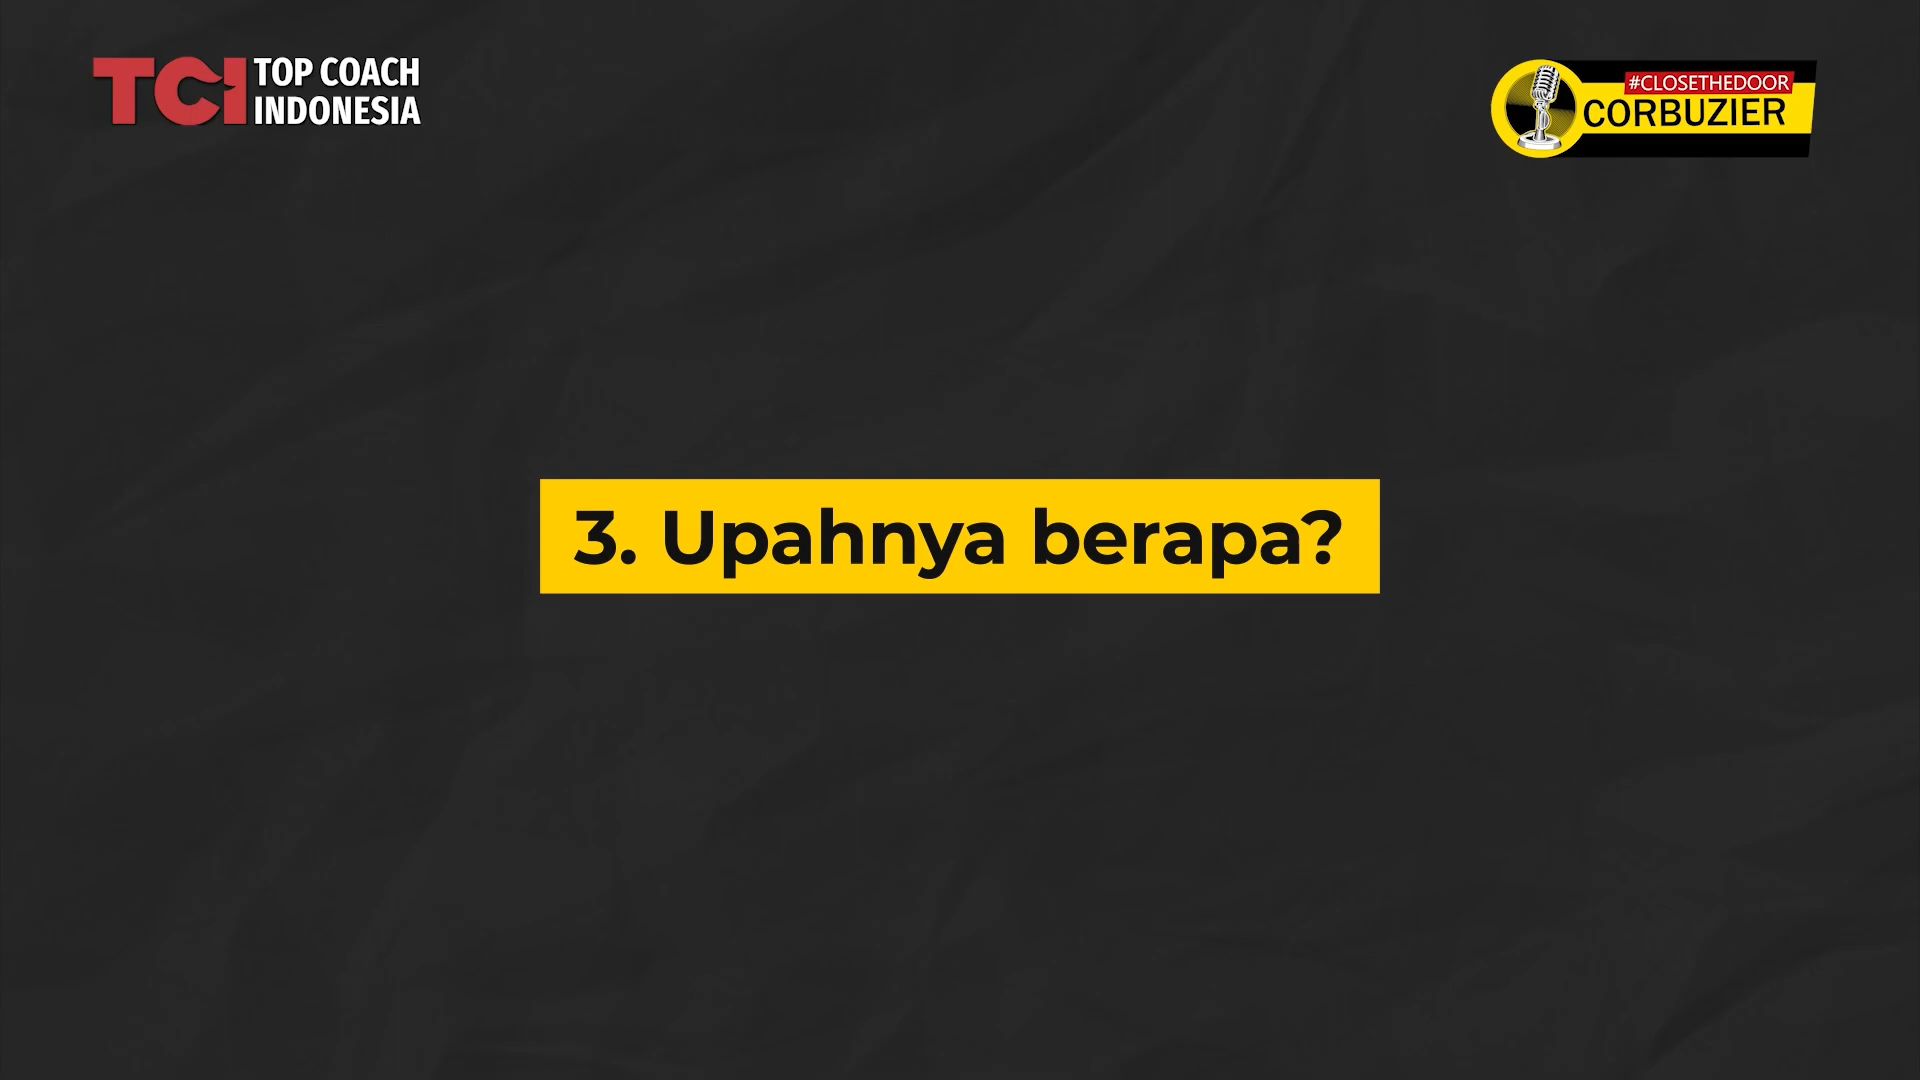 TCI TOP COACH
INDONESIA
#CLOSETHEDOOR
CORBUZIER
3. Upahnya berapa?